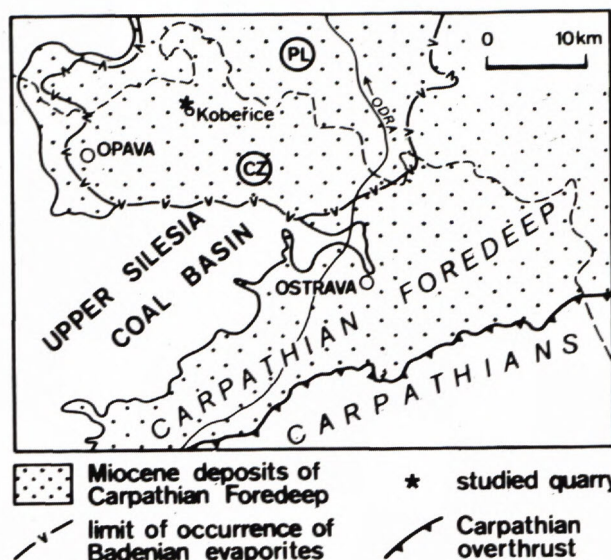 PL
0 10km
Kobeřice
ODRA
OPAVA
CZ
UPPER SILESIA
COAL BASIN
OSTRAVA
CARPATHIAN FOREDEEP
CARPATHIANS
Miocene deposits of
Carpathian Foredeep
studied quarry
limit of occurrence of
Badenian evaporites
Carpathian
overthrust